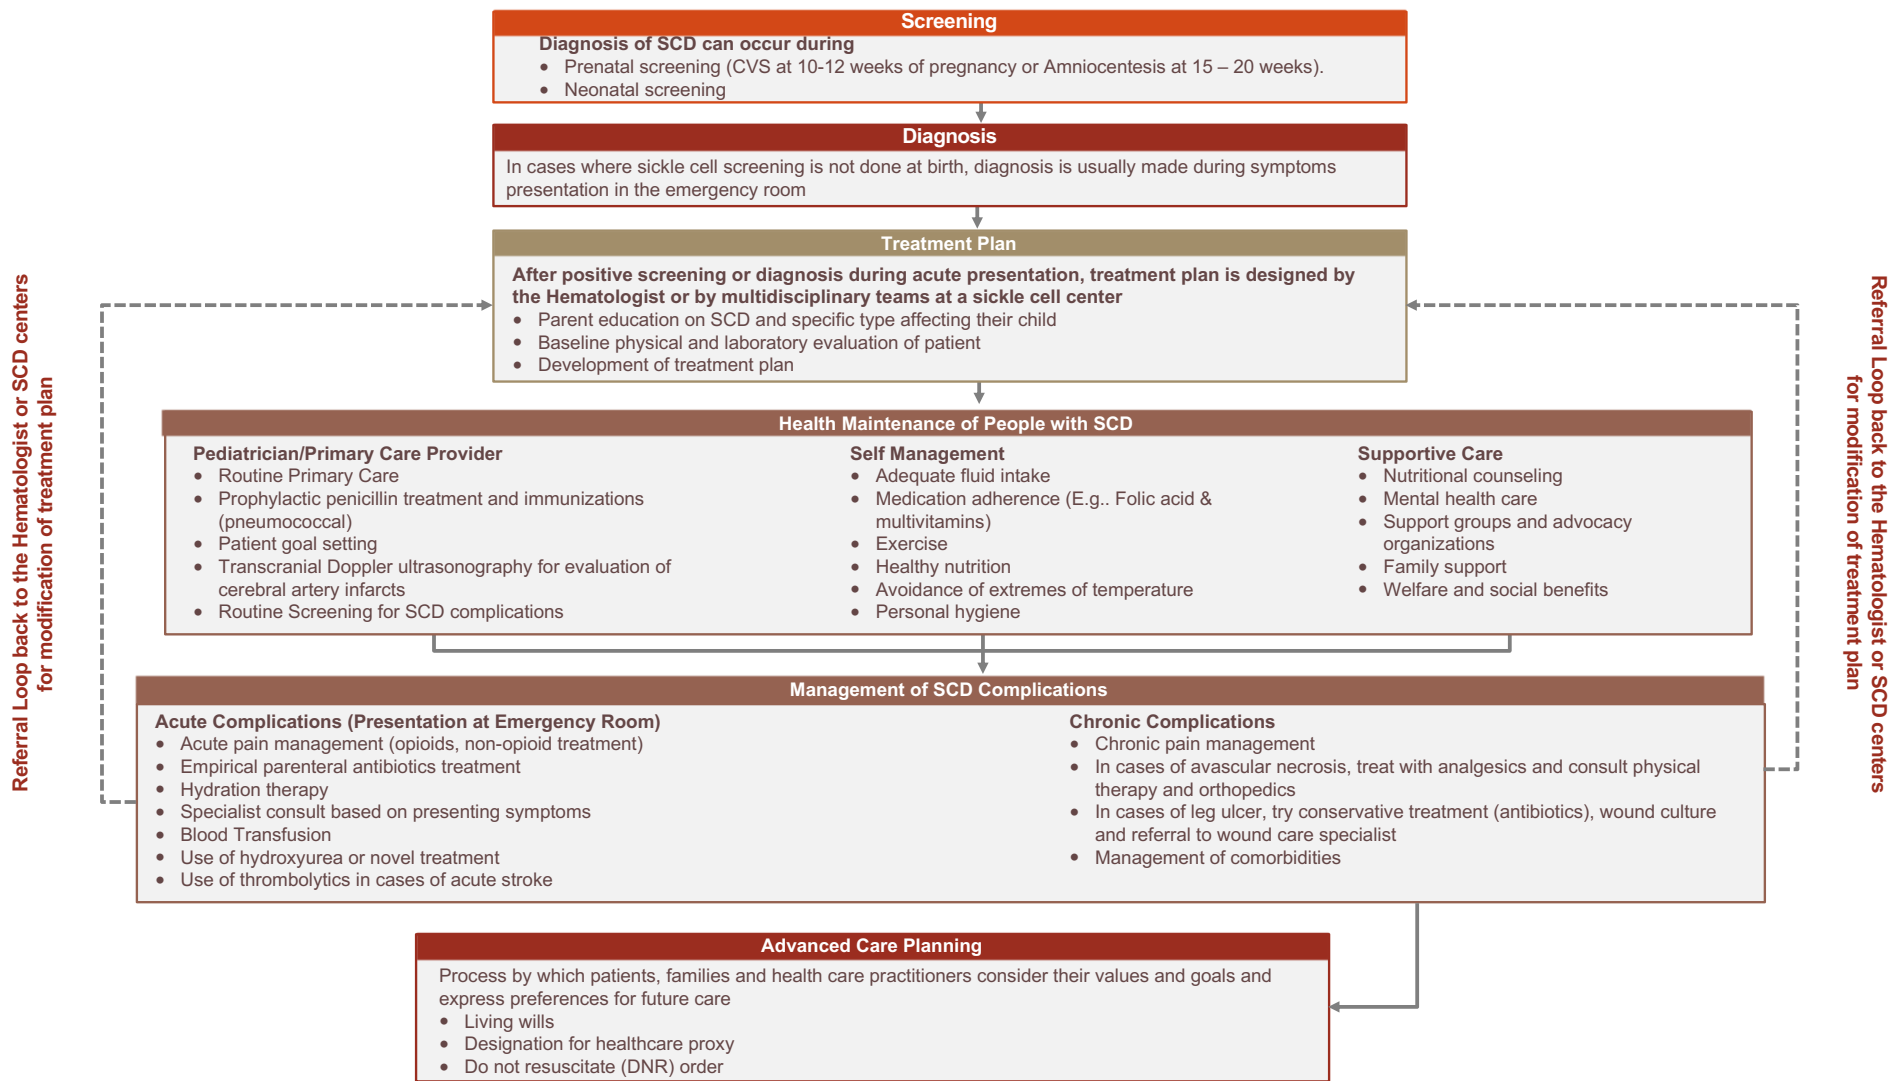 Screening
Diagnosis of SCD can occur during
• Prenatal screening (CVS at 10-12 weeks of pregnancy or Amniocentesis at 15 – 20 weeks).
• Neonatal screening
Diagnosis
In cases where sickle cell screening is not done at birth, diagnosis is usually made during symptoms
presentation in the emergency room
Treatment Plan
After positive screening or diagnosis during acute presentation, treatment plan is designed by
the Hematologist or by multidisciplinary teams at a sickle cell center
• Parent education on SCD and specific type affecting their child
• Baseline physical and laboratory evaluation of patient
• Development of treatment plan
Referral Loop back to the Hematologist or SCD centers
for modification of treatment plan
Health Maintenance of People with SCD
Pediatrician/Primary Care Provider
• Routine Primary Care
• Prophylactic penicillin treatment and immunizations
(pneumococcal)
• Patient goal setting
• Transcranial Doppler ultrasonography for evaluation of
cerebral artery infarcts
• Routine Screening for SCD complications
Self Management
• Adequate fluid intake
• Medication adherence (E.g.. Folic acid &
multivitamins)
• Exercise
• Healthy nutrition
• Avoidance of extremes of temperature
• Personal hygiene
Supportive Care
• Nutritional counseling
• Mental health care
• Support groups and advocacy
organizations
• Family support
• Welfare and social benefits
Referral Loop back to the Hematologist or SCD centers
for modification of treatment plan
Management of SCD Complications
Acute Complications (Presentation at Emergency Room)
• Acute pain management (opioids, non-opioid treatment)
• Empirical parenteral antibiotics treatment
• Hydration therapy
• Specialist consult based on presenting symptoms
• Blood Transfusion
• Use of hydroxyurea or novel treatment
• Use of thrombolytics in cases of acute stroke
Chronic Complications
• Chronic pain management
• In cases of avascular necrosis, treat with analgesics and consult physical
therapy and orthopedics
• In cases of leg ulcer, try conservative treatment (antibiotics), wound culture
and referral to wound care specialist
• Management of comorbidities
Advanced Care Planning
Process by which patients, families and health care practitioners consider their values and goals and
express preferences for future care
• Living wills
• Designation for healthcare proxy
• Do not resuscitate (DNR) order